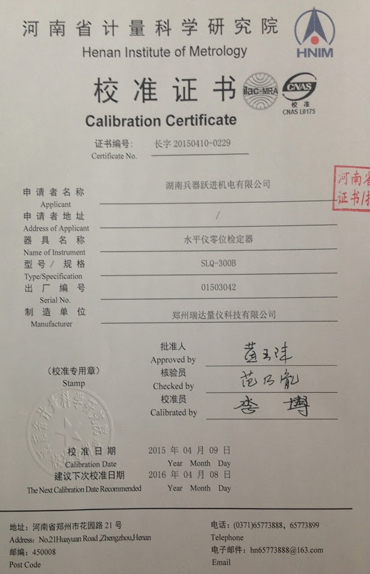 河南省计量科学研究院
Henan Institute of Metrology
HNIM
校准证书
ilac-MRA
CNAS
校准
CNAS L0173
Calibration Certificate
证书编号: 长字 20150410-0229
Certificate No.
河南省
证书/
申请者名称 湖南兵器跃进机电有限公司
Applicant
申请者地址 /
Address of Applicant
器具名称 水平仪零位检定器
Name of Instrument
型号/规格 SLQ-300B
Type/Specification
出厂编号 01503042
Serial No.
制造单位 郑州瑞达量仪科技有限公司
Manufacturer
批准人
Approved by
(校准专用章) 核验员
Stamp Checked by
校准员 李博
Calibrated by
校准日期 2015 年 04 月 09 日
Calibration Date Year Month Day
建议下次校准日期 2016 年 04 月 08 日
The Next Calibration Date Recommended Year Month Day
地址: 河南省郑州市花园路 21 号 电话: (0371)65773888, 65773899
Address: No.21Huayuan Road ,Zhengzhou,Henan Telephone
邮编: 450008 电子邮件: hn65773888@163.com
Post Code Email